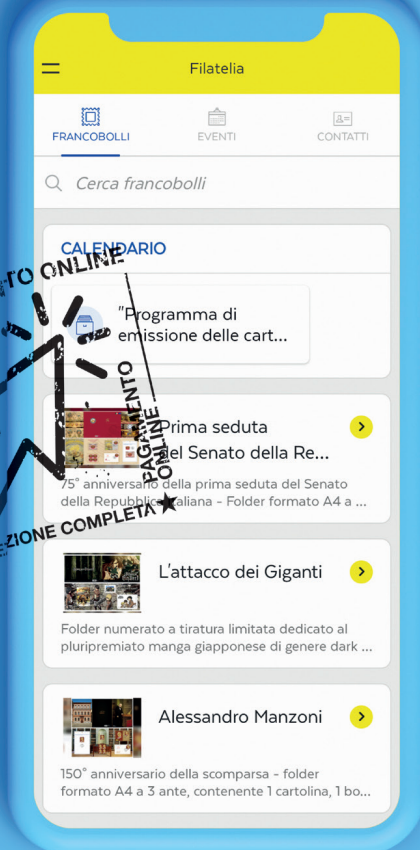 Filatelia
FRANCOBOLLI
EVENTI
CONTATTI
Cerca francobolli
CALENDARIO
TO ONLINE
"Programma di
emissione delle cart...
PAGAMENTO
ONLINE
Prima seduta
del Senato della Re...
75° anniversario della prima seduta del Senato
della Repubblica Italiana - Folder formato A4 a ...
EZIONE COMPLETA
L'attacco dei Giganti
Folder numerato a tiratura limitata dedicato al
pluripremiato manga giapponese di genere dark ...
Alessandro Manzoni
150° anniversario della scomparsa - folder
formato A4 a 3 ante, contenente 1 cartolina, 1 bo...